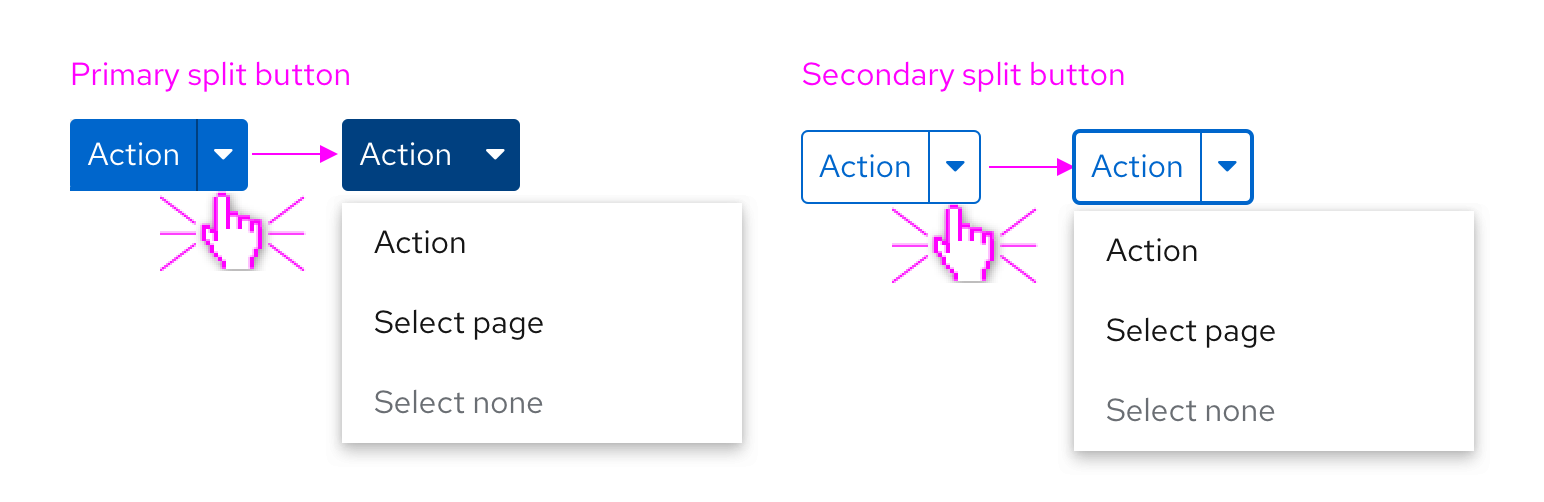 Primary split button
Action
Action
Action
Select page
Select none
Secondary split button
Action
Action
Action
Select page
Select none